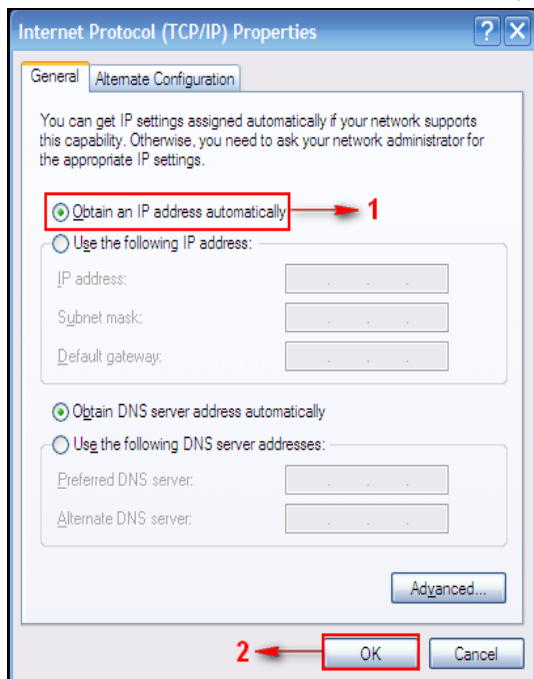 Internet Protocol (TCP/IP) Properties
General
Alternate Configuration
You can get IP settings assigned automatically if your network supports
this capability. Otherwise, you need to ask your network administrator for
the appropriate IP settings.
Obtain an IP address automatically
1
Use the following IP address:
IP address:
Subnet mask:
Default gateway:
Obtain DNS server address automatically
Use the following DNS server addresses:
Preferred DNS server:
Alternate DNS server:
Advanced...
2
OK
Cancel